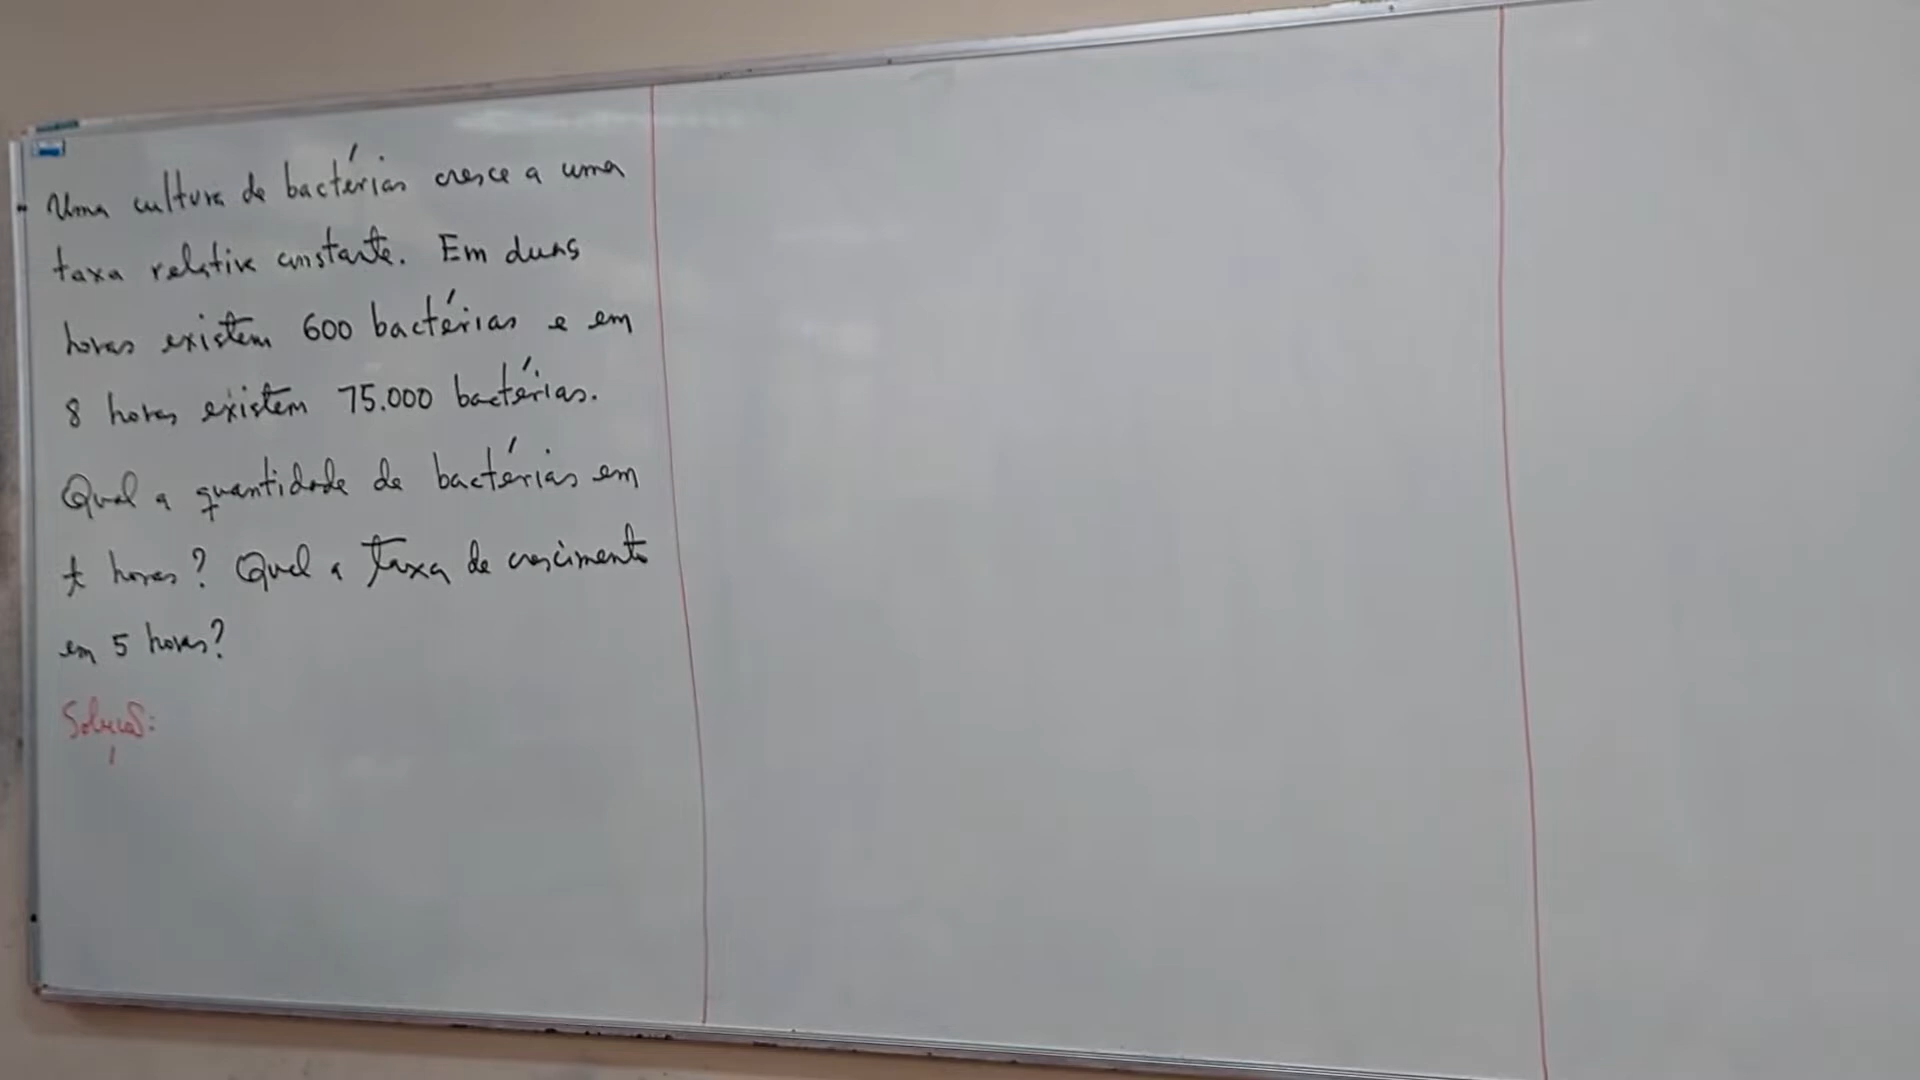 - Uma cultura de bactérias cresce a uma
taxa relativa constante. Em duas
horas existem 600 bactérias e em
8 horas existem 75.000 bactérias.
Qual a quantidade de bactérias em
t horas? Qual a taxa de crescimento
em 5 horas?
Solução: